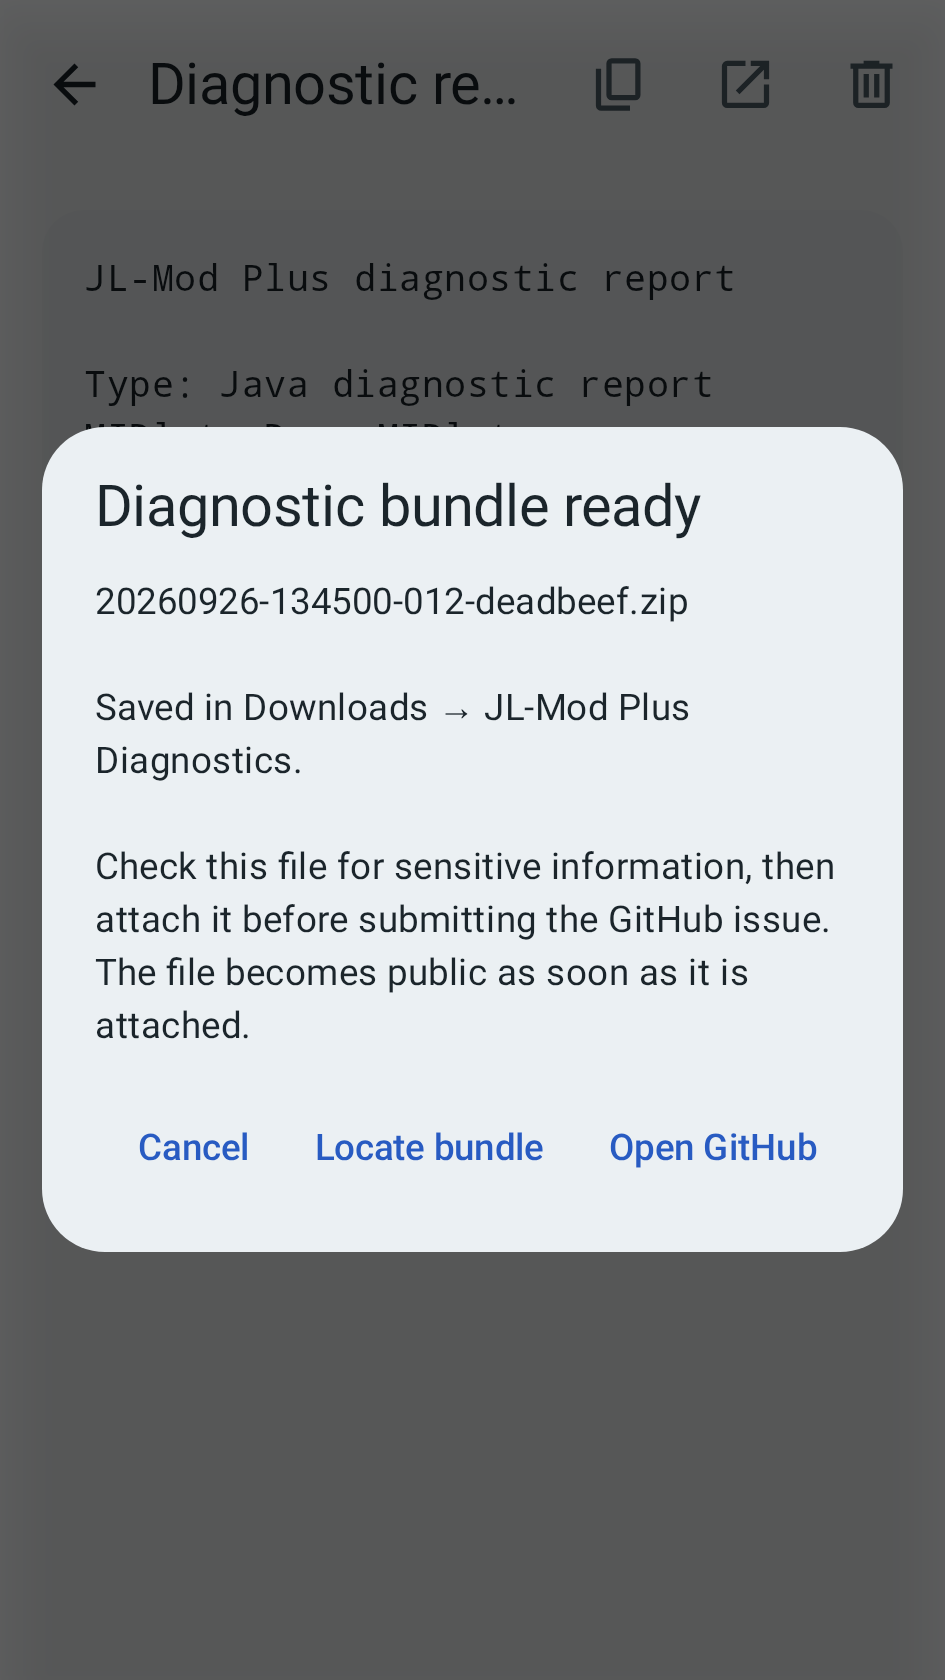 Diagnostic re...
JL-Mod Plus diagnostic report
Type: Java diagnostic report
Diagnostic bundle ready
20260926-134500-012-deadbeef.zip
Saved in Downloads → JL-Mod Plus
Diagnostics.
Check this file for sensitive information, then
attach it before submitting the GitHub issue.
The file becomes public as soon as it is
attached.
Cancel Locate bundle Open GitHub